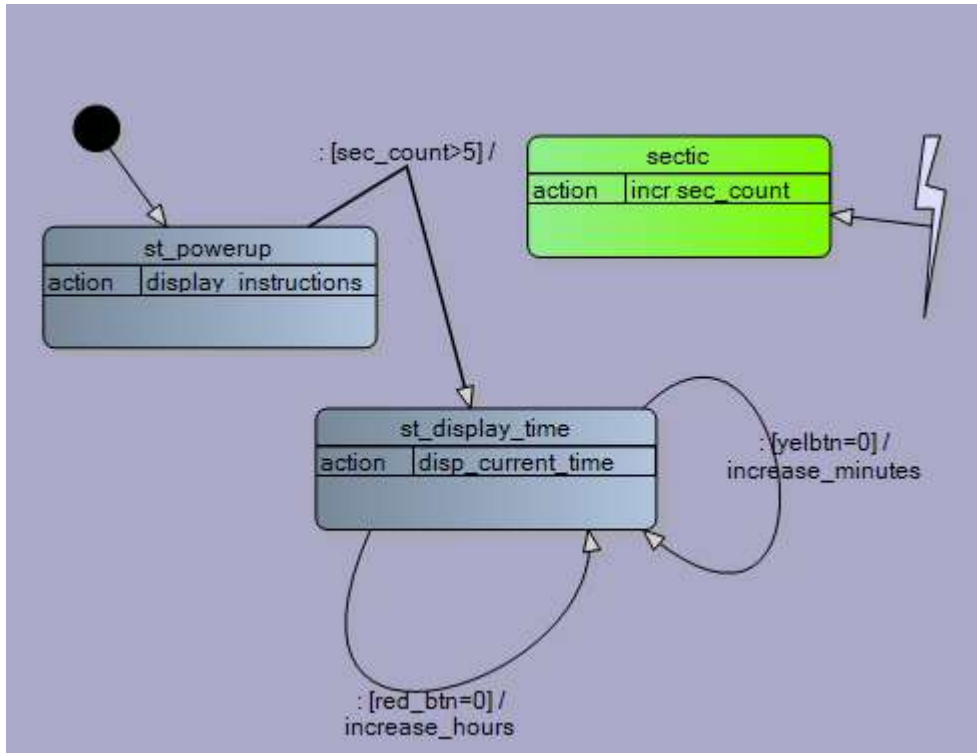 : [sec_count>5] /
sectic
action incr sec_count
st_powerup
action display_instructions
st_display_time
action disp_current_time
: [yelbtn=0] /
increase_minutes
: [red_btn=0] /
increase_hours